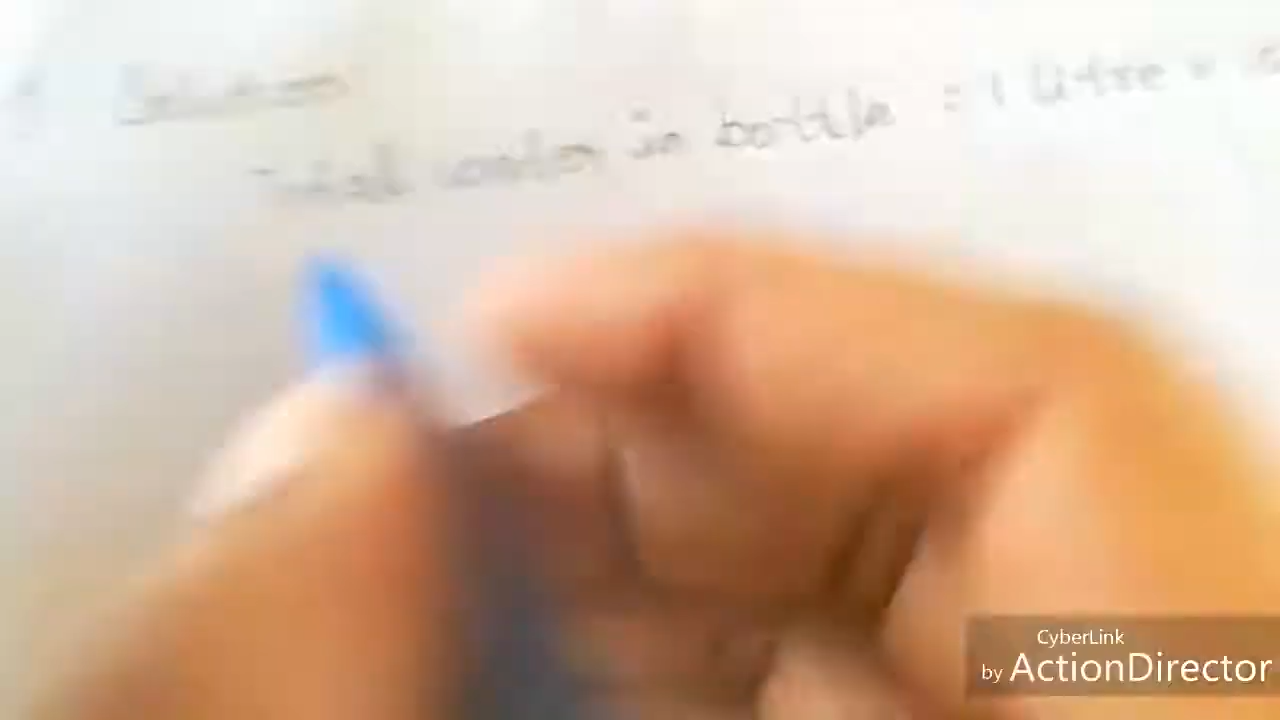 Solution
Total water in bottle = 1 Litre =
CyberLink
by ActionDirector